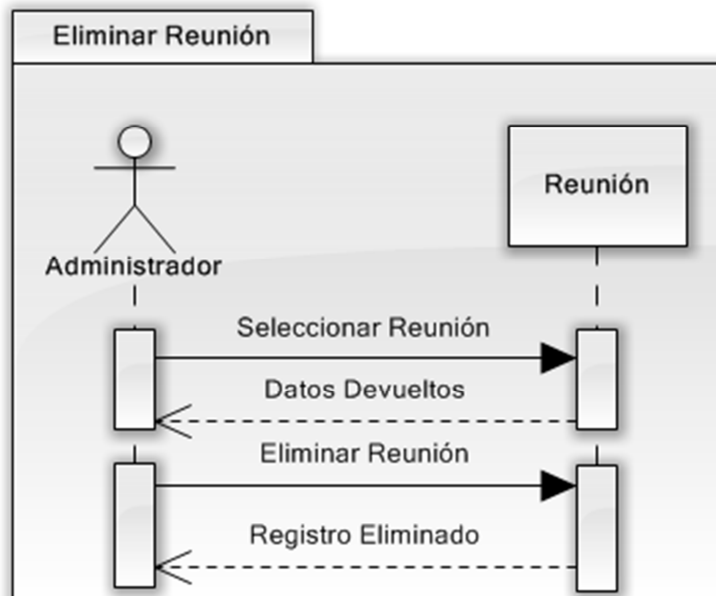 Eliminar Reunión
Reunión
Administrador
Seleccionar Reunión
Datos Devueltos
Eliminar Reunión
Registro Eliminado